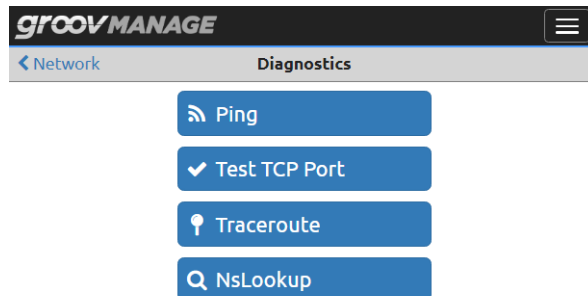 groov MANAGE
Network Diagnostics
Ping
Test TCP Port
Traceroute
NsLookup